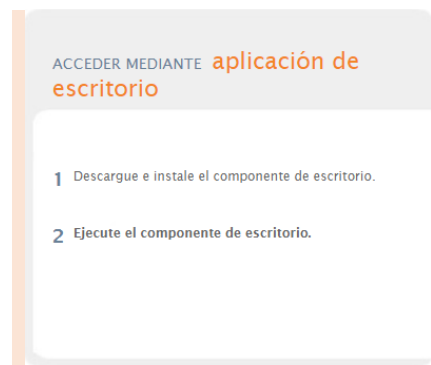 ACCEDER MEDIANTE aplicación de
escritorio
1 Descargue e instale el componente de escritorio.
2 Ejecute el componente de escritorio.